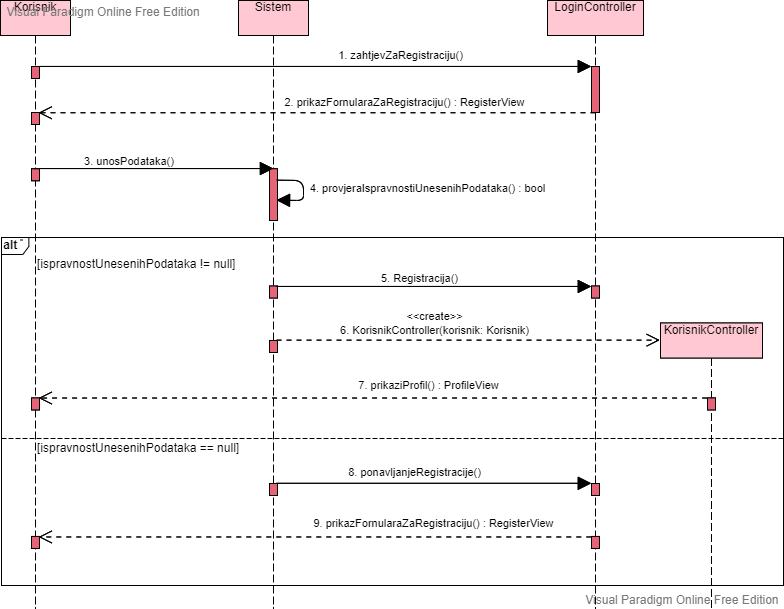 Korisnik
Visual Paradigm Online Free Edition
Sistem
LoginController
1. zahtjevZaRegistraciju()
2. prikazFornularaZaRegistraciju() : RegisterView
3. unosPodataka()
4. provjeraIspravnostiUnesenihPodataka() : bool
alt
[ispravnostUnesenihPodataka != null]
5. Registracija()
<<create>>
6. KorisnikController(korisnik: Korisnik)
KorisnikController
7. prikaziProfil() : ProfileView
[ispravnostUnesenihPodataka == null]
8. ponavljanjeRegistracije()
9. prikazFornularaZaRegistraciju() : RegisterView
Visual Paradigm Online Free Edition